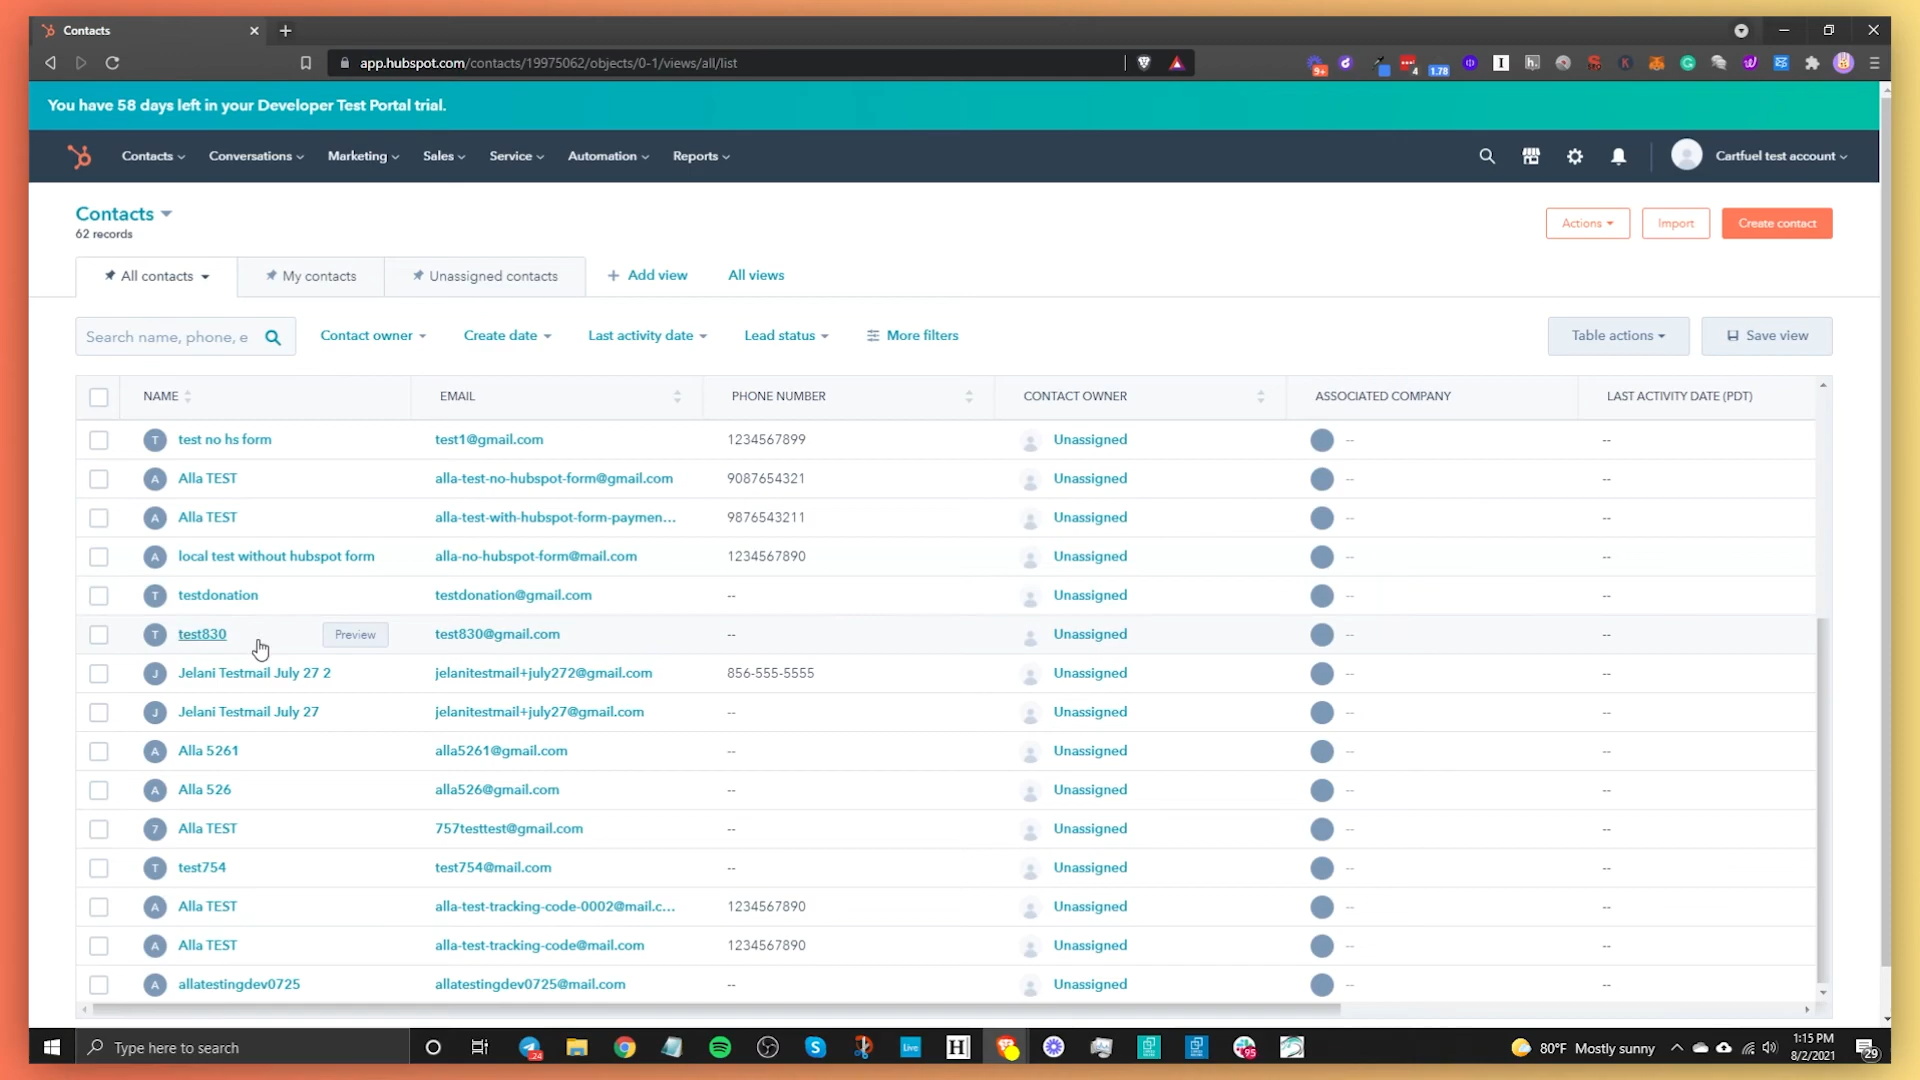 Contacts
app.hubspot.com/contacts/19975062/objects/0-1/views/all/list
9+
4
1.78
You have 58 days left in your Developer Test Portal trial.
Contacts Conversations Marketing Sales Service Automation Reports Cartfuel test account
Contacts
62 records
Actions Import Create contact
All contacts My contacts Unassigned contacts + Add view All views
Search name, phone, e Contact owner Create date Last activity date Lead status More filters Table actions Save view
NAME EMAIL PHONE NUMBER CONTACT OWNER ASSOCIATED COMPANY LAST ACTIVITY DATE (PDT)
T test no hs form test1@gmail.com 1234567899 Unassigned -- --
A Alla TEST alla-test-no-hubspot-form@gmail.com 9087654321 Unassigned -- --
A Alla TEST alla-test-with-hubspot-form-paymen... 9876543211 Unassigned -- --
A local test without hubspot form alla-no-hubspot-form@mail.com 1234567890 Unassigned -- --
T testdonation testdonation@gmail.com -- Unassigned -- --
T test830 Preview test830@gmail.com -- Unassigned -- --
J Jelani Testmail July 27 2 jelanitestmail+july272@gmail.com 856-555-5555 Unassigned -- --
J Jelani Testmail July 27 jelanitestmail+july27@gmail.com -- Unassigned -- --
A Alla 5261 alla5261@gmail.com -- Unassigned -- --
A Alla 526 alla526@gmail.com -- Unassigned -- --
7 Alla TEST 757testtest@gmail.com -- Unassigned -- --
T test754 test754@mail.com -- Unassigned -- --
A Alla TEST alla-test-tracking-code-0002@mail.c... 1234567890 Unassigned -- --
A Alla TEST alla-test-tracking-code@mail.com 1234567890 Unassigned -- --
A allatestingdev0725 allatestingdev0725@mail.com -- Unassigned -- --
Type here to search 24 Live H 95 80°F Mostly sunny 1:15 PM
8/2/2021 29